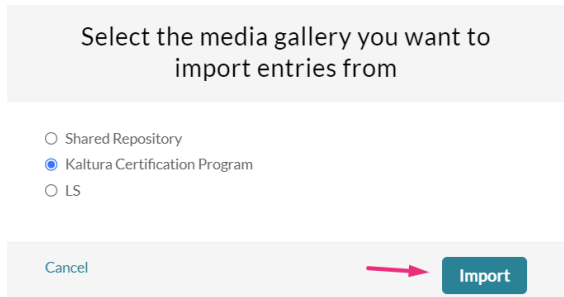 Select the media gallery you want to
import entries from
Shared Repository
Kaltura Certification Program
LS
Cancel
Import